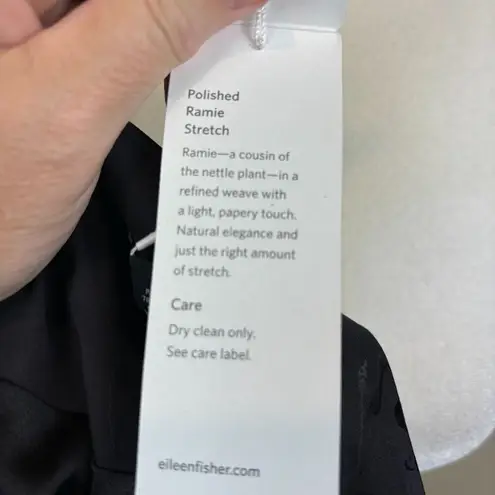 Polished
Ramie
Stretch
Ramie—a cousin of
the nettle plant—in a
refined weave with
a light, papery touch.
Natural elegance and
just the right amount
of stretch.
Care
Dry clean only.
See care label.
eileenfisher.com